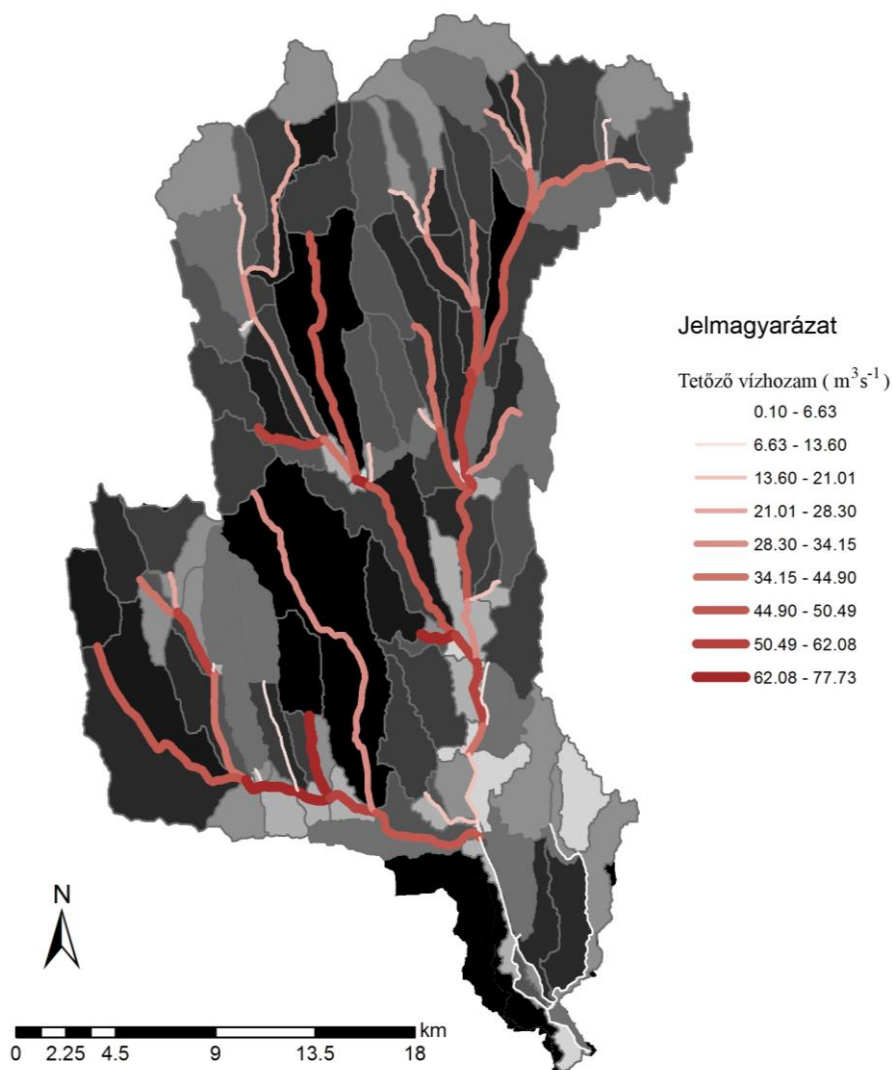 Jelmagyarázat
Tetőző vízhozam ( m³s⁻¹)
0.10 - 6.63
6.63 - 13.60
13.60 - 21.01
21.01 - 28.30
28.30 - 34.15
34.15 - 44.90
44.90 - 50.49
50.49 - 62.08
62.08 - 77.73
N
km
0 2.25 4.5 9 13.5 18